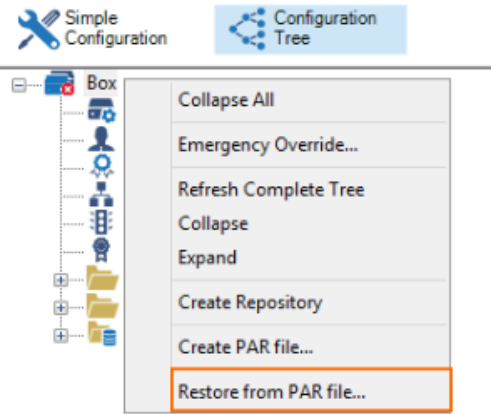 Simple
Configuration
Configuration
Tree
Box
Collapse All
Emergency Override...
Refresh Complete Tree
Collapse
Expand
Create Repository
Create PAR file...
Restore from PAR file...